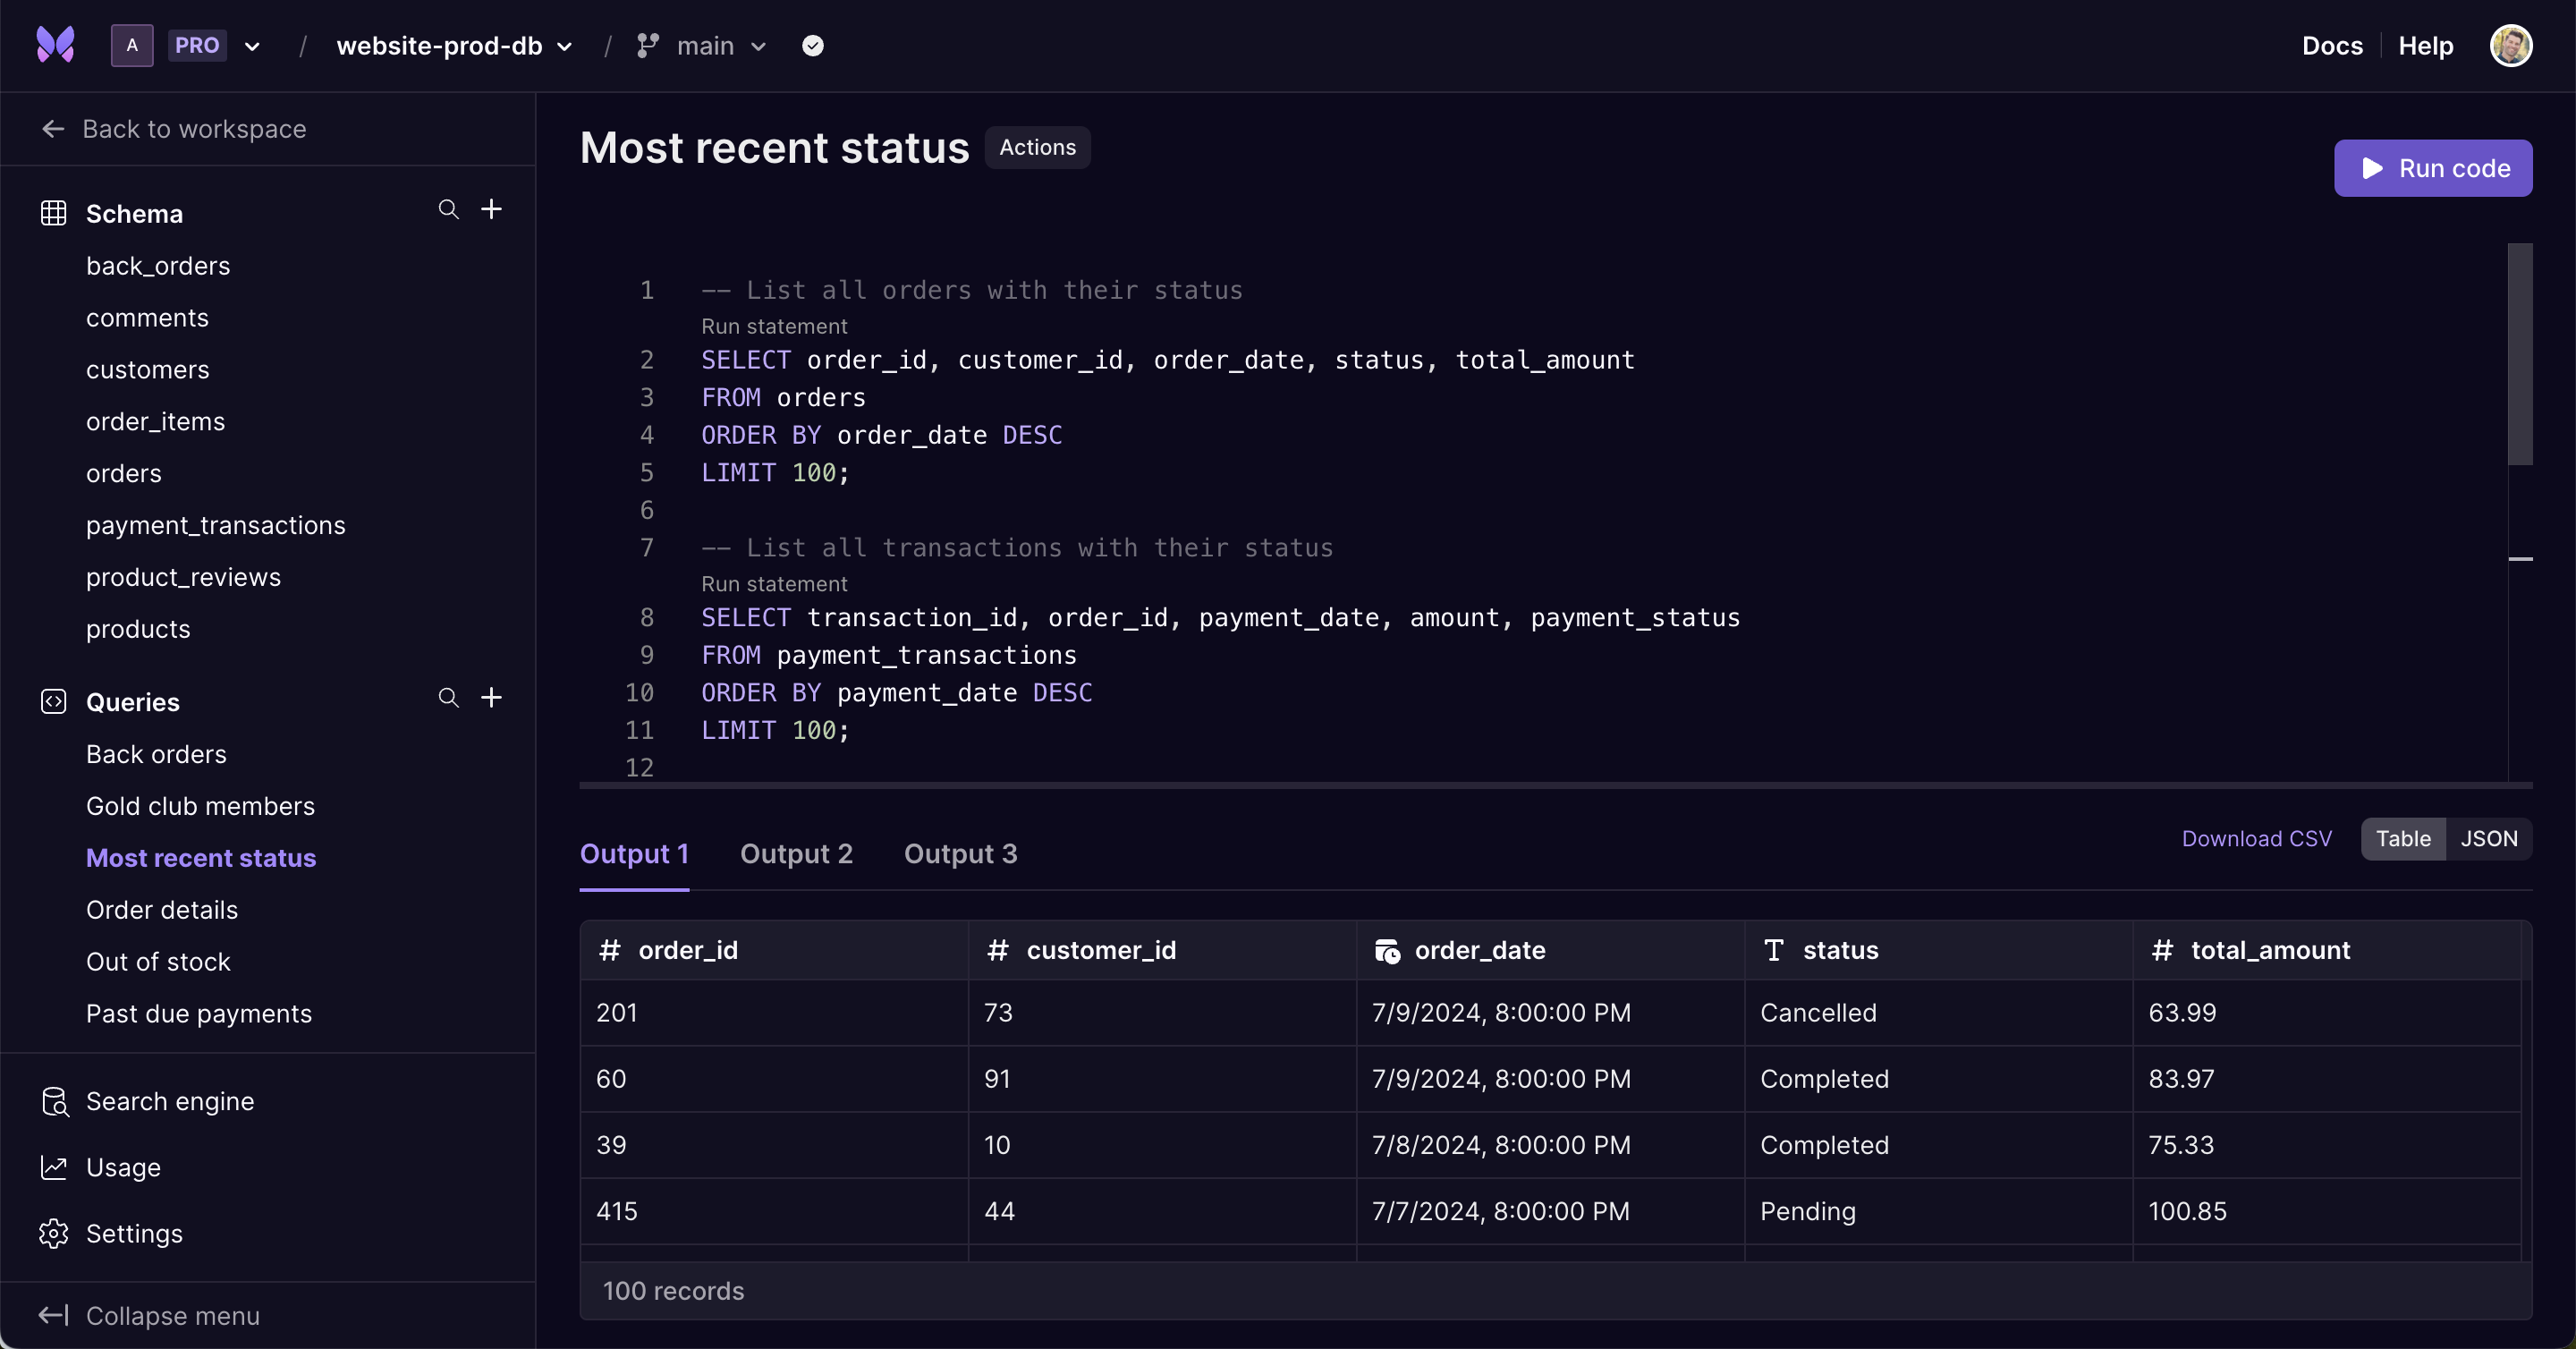 A PRO / website-prod-db / main Docs Help
Back to workspace
Schema
back_orders
comments
customers
order_items
orders
payment_transactions
product_reviews
products
Queries
Back orders
Gold club members
Most recent status
Order details
Out of stock
Past due payments
Search engine
Usage
Settings
Collapse menu
Most recent status Actions
Run code
1 -- List all orders with their status
Run statement
2 SELECT order_id, customer_id, order_date, status, total_amount
3 FROM orders
4 ORDER BY order_date DESC
5 LIMIT 100;
6
7 -- List all transactions with their status
Run statement
8 SELECT transaction_id, order_id, payment_date, amount, payment_status
9 FROM payment_transactions
10 ORDER BY payment_date DESC
11 LIMIT 100;
12
Output 1 Output 2 Output 3 Download CSV Table JSON
# order_id # customer_id order_date T status # total_amount
201 73 7/9/2024, 8:00:00 PM Cancelled 63.99
60 91 7/9/2024, 8:00:00 PM Completed 83.97
39 10 7/8/2024, 8:00:00 PM Completed 75.33
415 44 7/7/2024, 8:00:00 PM Pending 100.85
100 records